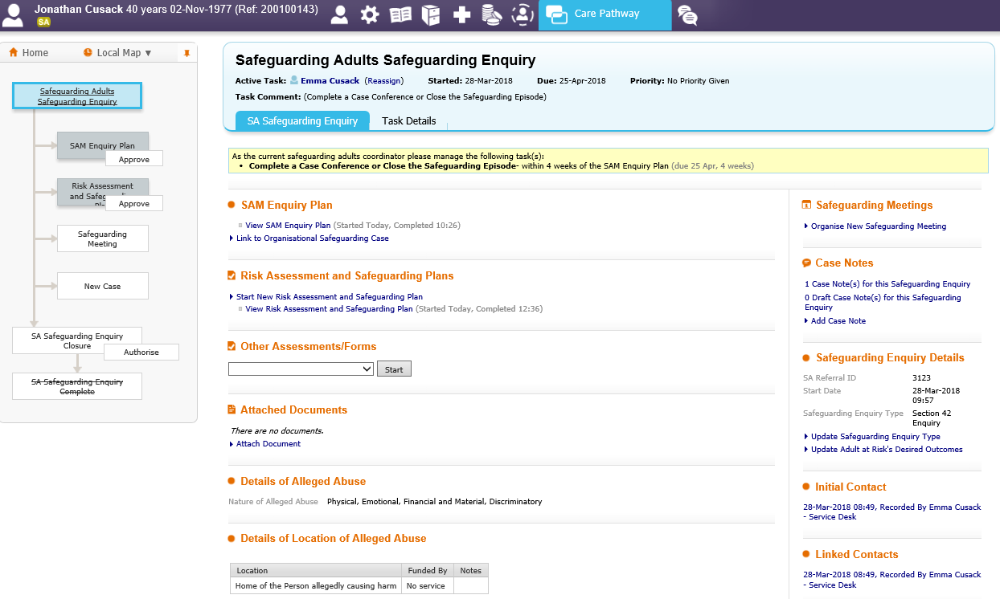 Jonathan Cusack 40 years 02-Nov-1977 (Ref: 200100143)
SA
Care Pathway
Home
Local Map ▼
Safeguarding Adults
Safeguarding Enquiry
SAM Enquiry Plan
Approve
Risk Assessment
and
Approve
Safeguarding
Meeting
New Case
SA Safeguarding Enquiry
Closure
Authorise
SA Safeguarding Enquiry
Complete
Safeguarding Adults Safeguarding Enquiry
Active Task: Emma Cusack (Reassign) Started: 28-Mar-2018 Due: 25-Apr-2018 Priority: No Priority Given
Task Comment: (Complete a Case Conference or Close the Safeguarding Episode)
SA Safeguarding Enquiry Task Details
As the current safeguarding adults coordinator please manage the following task(s):
• Complete a Case Conference or Close the Safeguarding Episode- within 4 weeks of the SAM Enquiry Plan (due 25 Apr, 4 weeks)
SAM Enquiry Plan
View SAM Enquiry Plan (Started Today, Completed 10:26)
Link to Organisational Safeguarding Case
Risk Assessment and Safeguarding Plans
Start New Risk Assessment and Safeguarding Plan
View Risk Assessment and Safeguarding Plan (Started Today, Completed 12:36)
Other Assessments/Forms
Start
Attached Documents
There are no documents.
Attach Document
Details of Alleged Abuse
Nature of Alleged Abuse Physical, Emotional, Financial and Material, Discriminatory
Details of Location of Alleged Abuse
Location Funded By Notes
Home of the Person allegedly causing harm No service
Safeguarding Meetings
Organise New Safeguarding Meeting
Case Notes
1 Case Note(s) for this Safeguarding Enquiry
0 Draft Case Note(s) for this Safeguarding
Enquiry
Add Case Note
Safeguarding Enquiry Details
SA Referral ID 3123
Start Date 28-Mar-2018
09:57
Safeguarding Enquiry Type Section 42
Enquiry
Update Safeguarding Enquiry Type
Update Adult at Risk's Desired Outcomes
Initial Contact
28-Mar-2018 08:49, Recorded By Emma Cusack
- Service Desk
Linked Contacts
28-Mar-2018 08:49, Recorded By Emma Cusack
- Service Desk